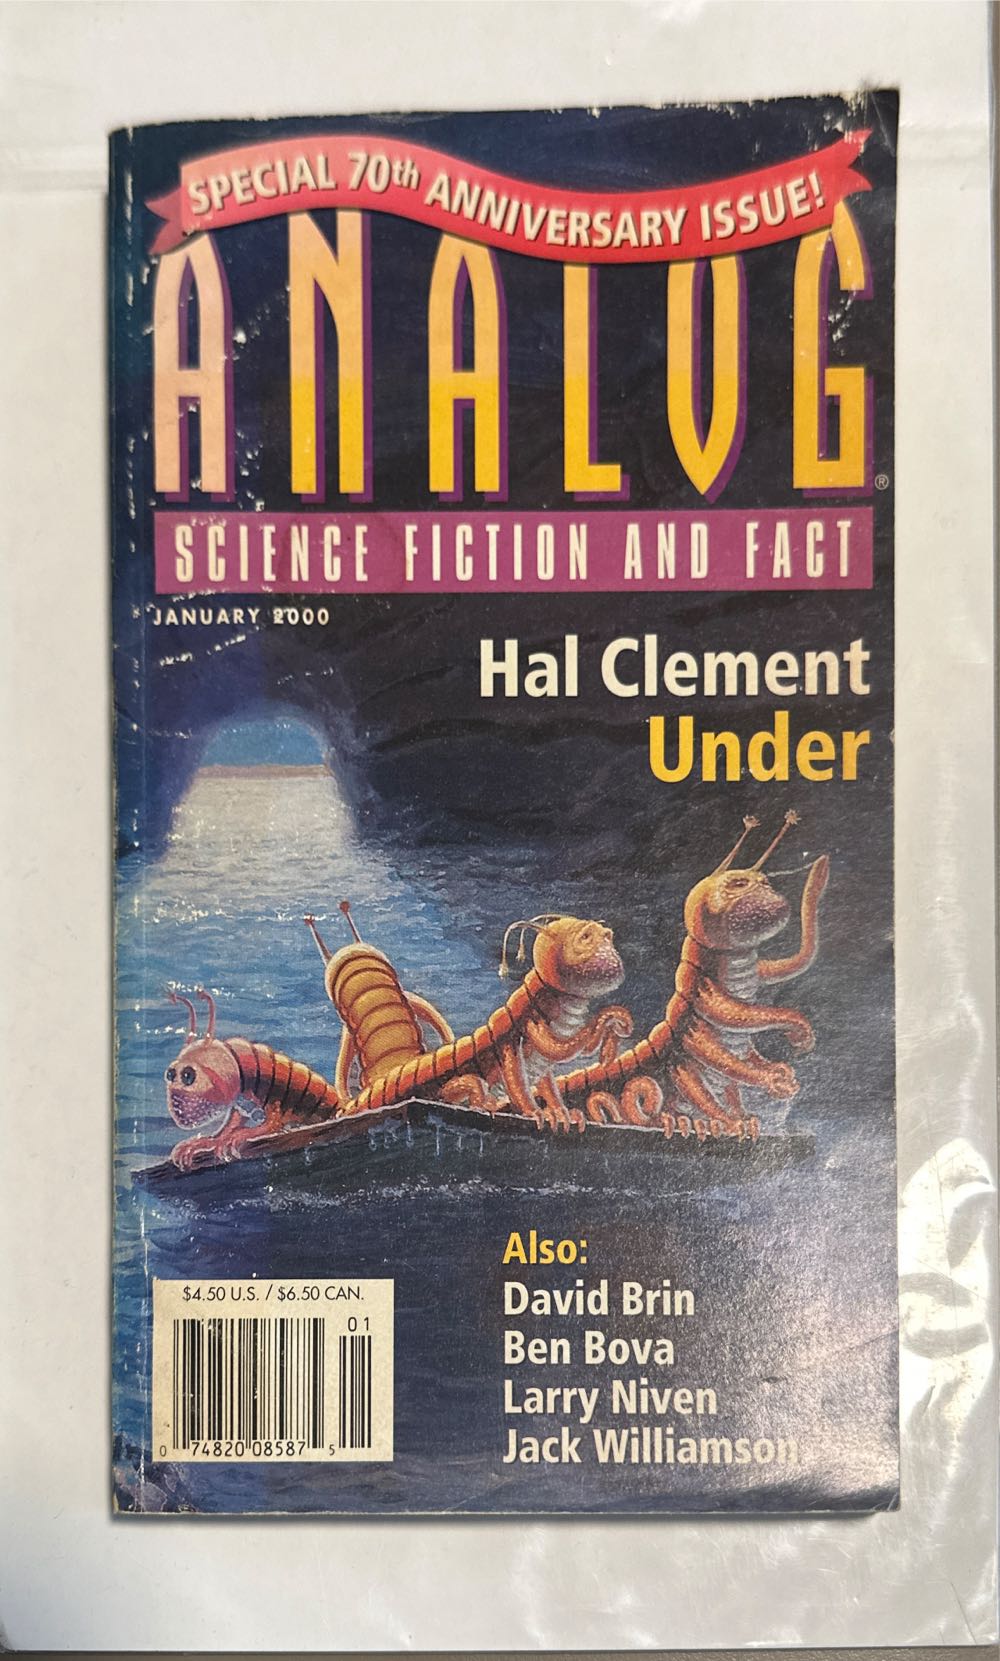 SPECIAL 70th ANNIVERSARY ISSUE!
ANALOG®
SCIENCE FICTION AND FACT
JANUARY 2000
Hal Clement
Under
Also:
David Brin
Ben Bova
Larry Niven
Jack Williamson
$4.50 U.S. / $6.50 CAN.
01
0 74820 08587 5